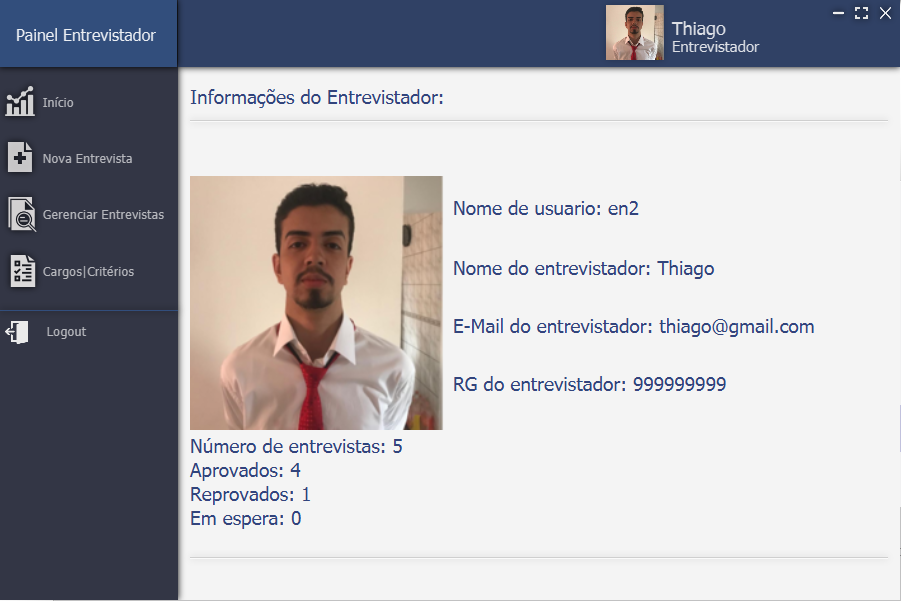 Painel Entrevistador
Thiago
Entrevistador
Início
Nova Entrevista
Gerenciar Entrevistas
Cargos|Critérios
Logout
Informações do Entrevistador:
Nome de usuario: en2
Nome do entrevistador: Thiago
E-Mail do entrevistador: thiago@gmail.com
RG do entrevistador: 999999999
Número de entrevistas: 5
Aprovados: 4
Reprovados: 1
Em espera: 0